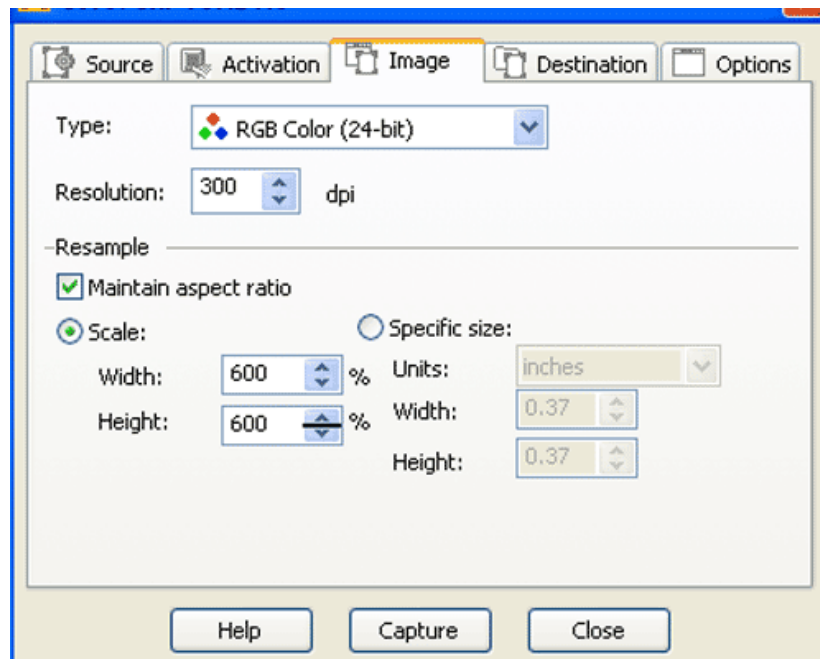 Source Activation Image Destination Options
Type: RGB Color (24-bit)
Resolution: 300 dpi
Resample
Maintain aspect ratio
Scale: Specific size:
Width: 600 % Units: inches
Height: 600 % Width: 0.37
Height: 0.37
Help Capture Close